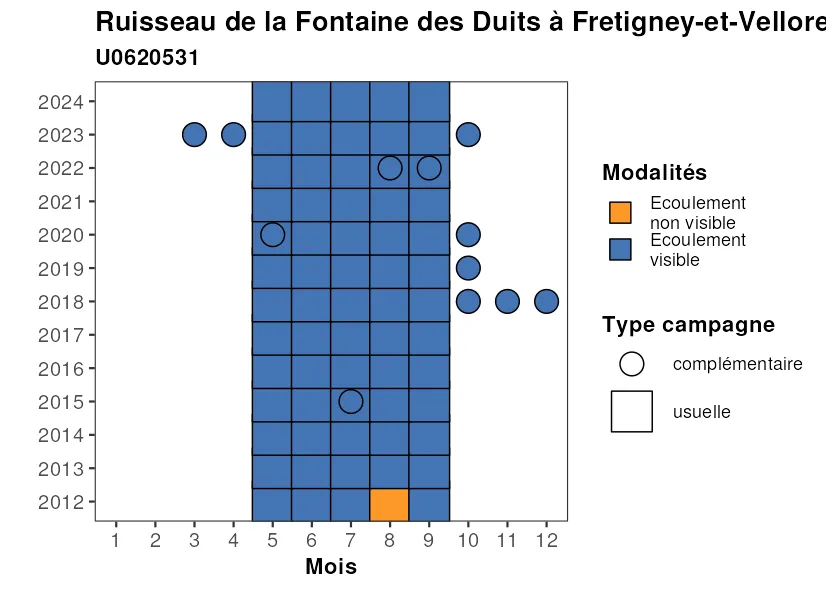 Ruisseau de la Fontaine des Duits à Fretigney-et-Vellore
U0620531
2024
2023
2022
2021
2020
2019
2018
2017
2016
2015
2014
2013
2012
1 2 3 4 5 6 7 8 9 10 11 12
Mois
Modalités
Ecoulement
non visible
Ecoulement
visible
Type campagne
complémentaire
usuelle